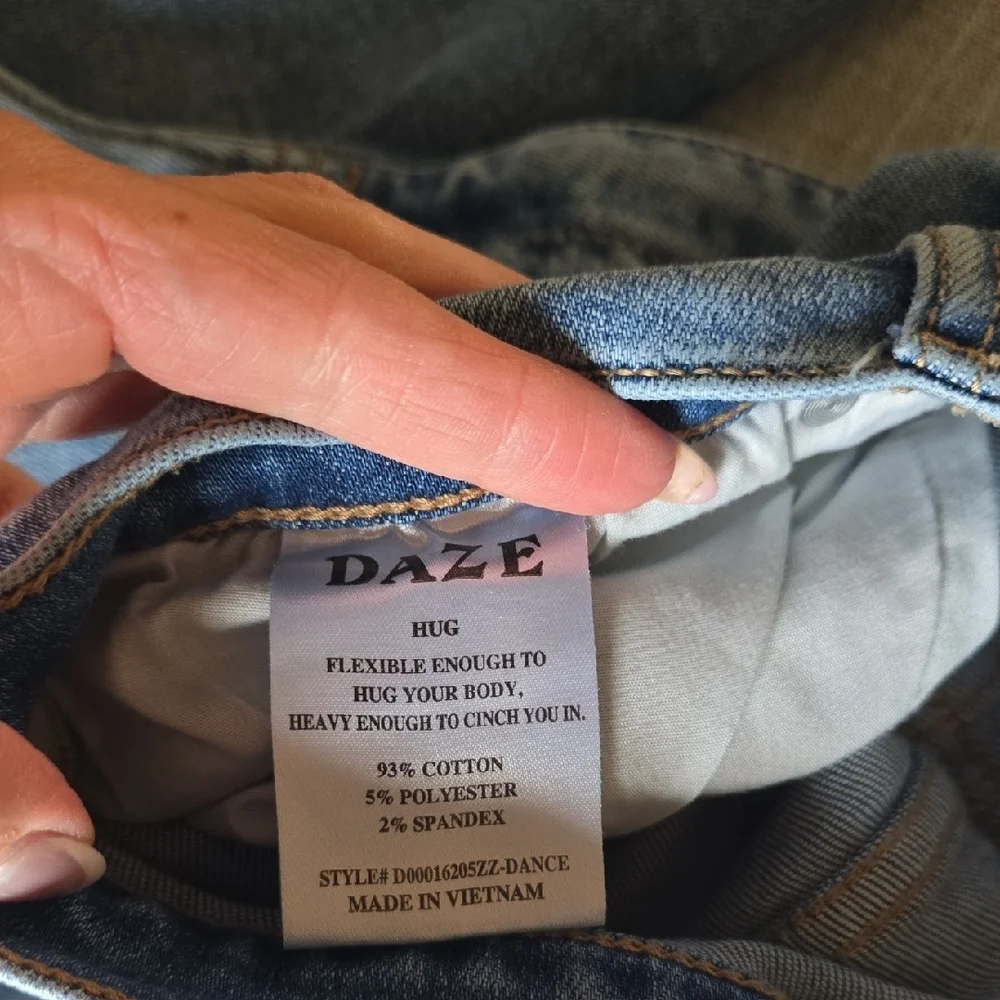 DAZE
HUG
FLEXIBLE ENOUGH TO
HUG YOUR BODY,
HEAVY ENOUGH TO CINCH YOU IN.
93% COTTON
5% POLYESTER
2% SPANDEX
STYLE# D00016205ZZ-DANCE
MADE IN VIETNAM